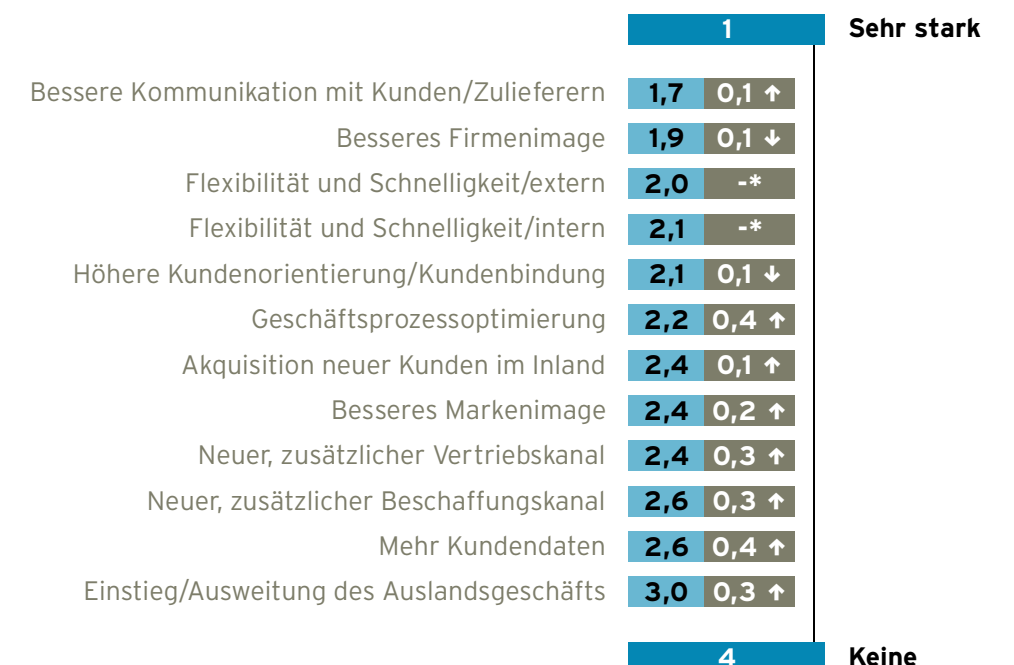 1 Sehr stark
Bessere Kommunikation mit Kunden/Zulieferern 1,7 0,1 ↑
Besseres Firmenimage 1,9 0,1 ↓
Flexibilität und Schnelligkeit/extern 2,0 -*
Flexibilität und Schnelligkeit/intern 2,1 -*
Höhere Kundenorientierung/Kundenbindung 2,1 0,1 ↓
Geschäftsprozessoptimierung 2,2 0,4 ↑
Akquisition neuer Kunden im Inland 2,4 0,1 ↑
Besseres Markenimage 2,4 0,2 ↑
Neuer, zusätzlicher Vertriebskanal 2,4 0,3 ↑
Neuer, zusätzlicher Beschaffungskanal 2,6 0,3 ↑
Mehr Kundendaten 2,6 0,4 ↑
Einstieg/Ausweitung des Auslandsgeschäfts 3,0 0,3 ↑
4 Keine